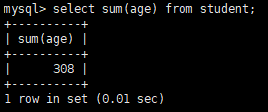 mysql> select sum(age) from student;
+----------+
| sum(age) |
+----------+
|      308 |
+----------+
1 row in set (0.01 sec)